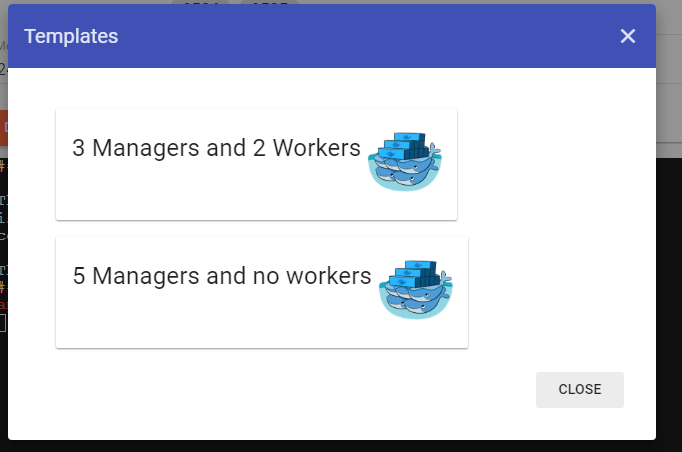 Templates
3 Managers and 2 Workers
5 Managers and no workers
CLOSE